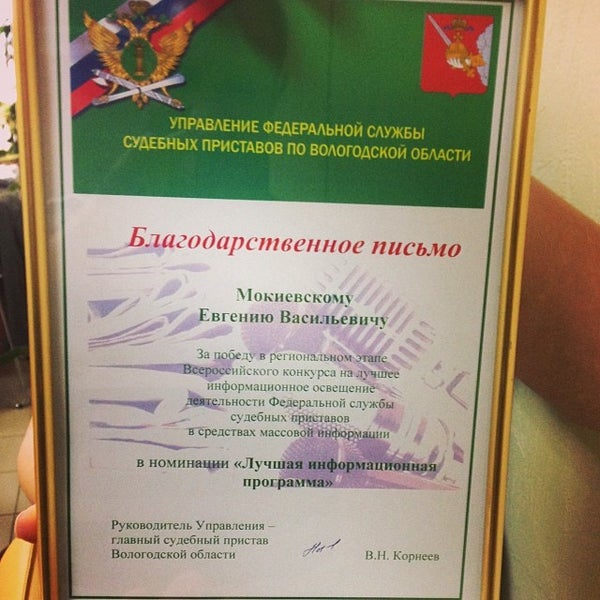 УПРАВЛЕНИЕ ФЕДЕРАЛЬНОЙ СЛУЖБЫ
СУДЕБНЫХ ПРИСТАВОВ ПО ВОЛОГОДСКОЙ ОБЛАСТИ
Благодарственное письмо
Мокиевскому
Евгению Васильевичу
За победу в региональном этапе
Всероссийского конкурса на лучшее
информационное освещение
деятельности Федеральной службы
судебных приставов
в средствах массовой информации
в номинации «Лучшая информационная
программа»
Руководитель Управления –
главный судебный пристав
Вологодской области
В.Н. Корнеев